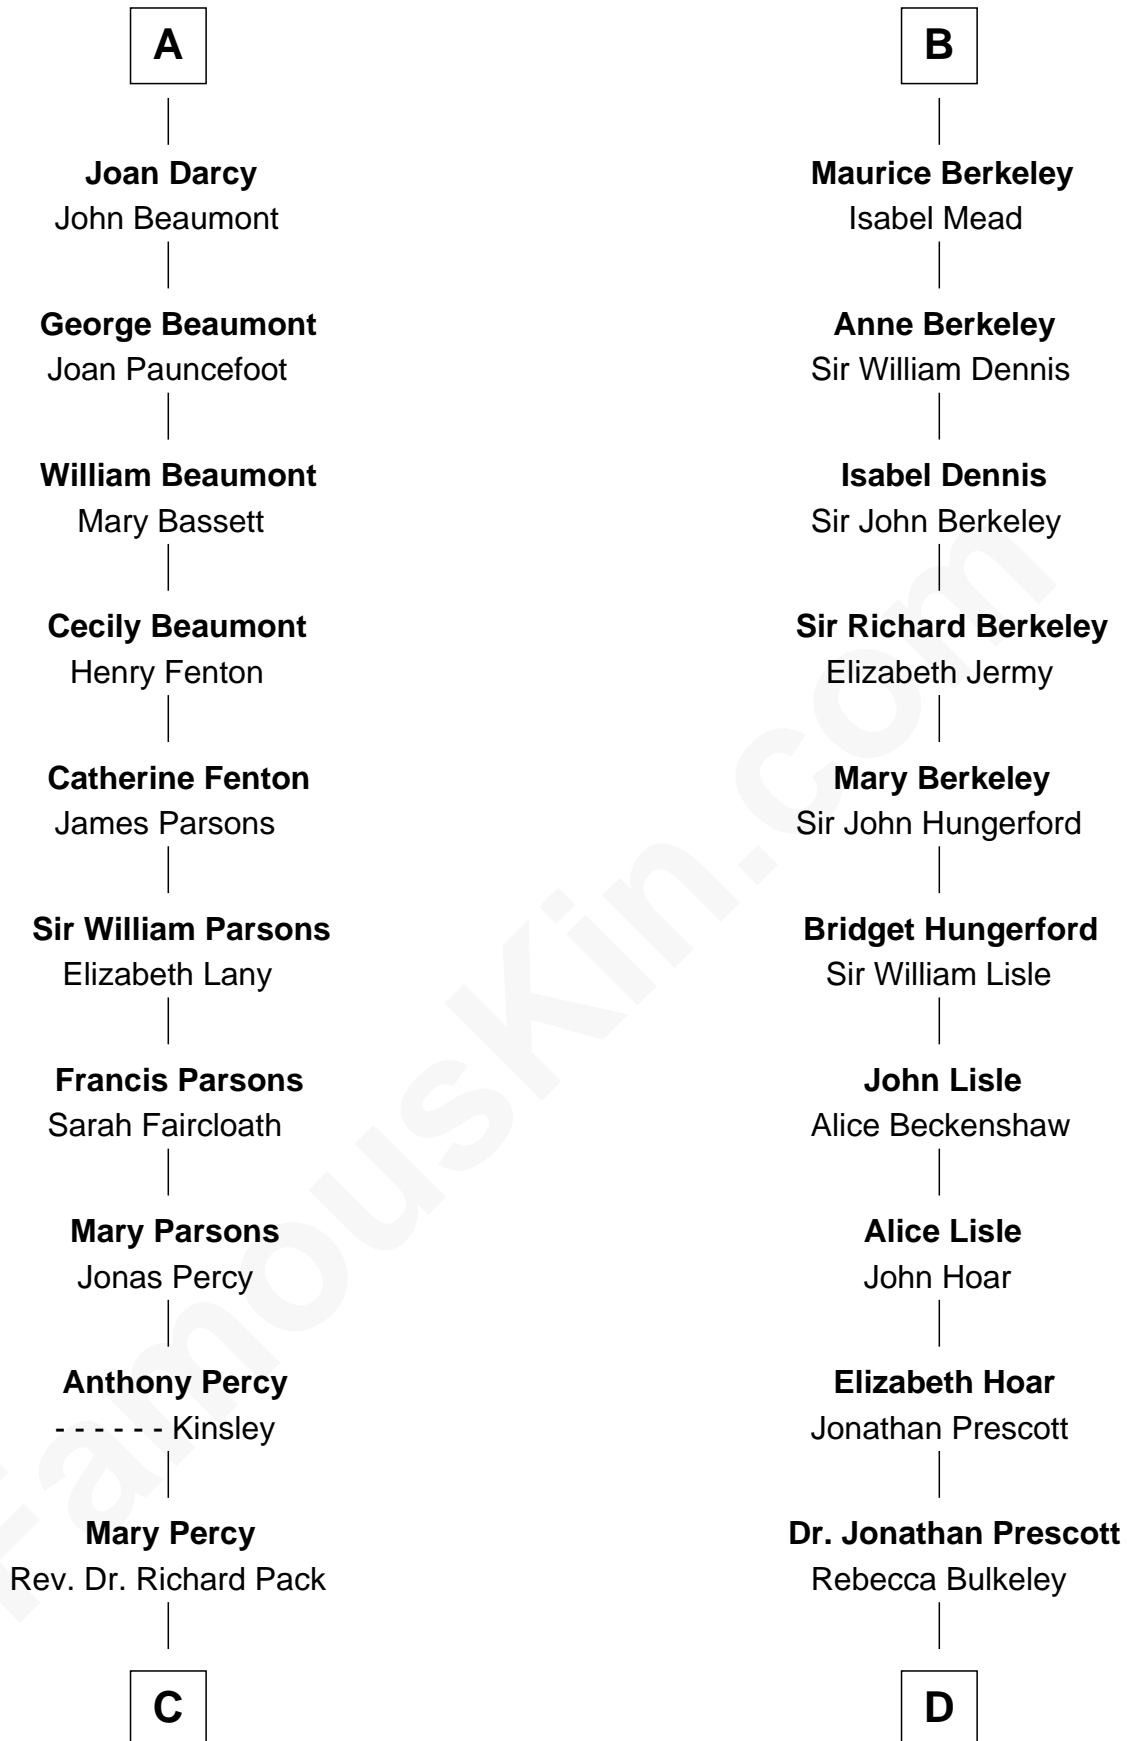 A
Joan Darcy
John Beaumont
George Beaumont
Joan Pauncefoot
William Beaumont
Mary Bassett
Cecily Beaumont
Henry Fenton
Catherine Fenton
James Parsons
Sir William Parsons
Elizabeth Lany
Francis Parsons
Sarah Faircloath
Mary Parsons
Jonas Percy
Anthony Percy
- - - - - - Kinsley
Mary Percy
Rev. Dr. Richard Pack
C
B
Maurice Berkeley
Isabel Mead
Anne Berkeley
Sir William Dennis
Isabel Dennis
Sir John Berkeley
Sir Richard Berkeley
Elizabeth Jermy
Mary Berkeley
Sir John Hungerford
Bridget Hungerford
Sir William Lisle
John Lisle
Alice Beckenshaw
Alice Lisle
John Hoar
Elizabeth Hoar
Jonathan Prescott
Dr. Jonathan Prescott
Rebecca Bulkeley
D
FamousKin.com